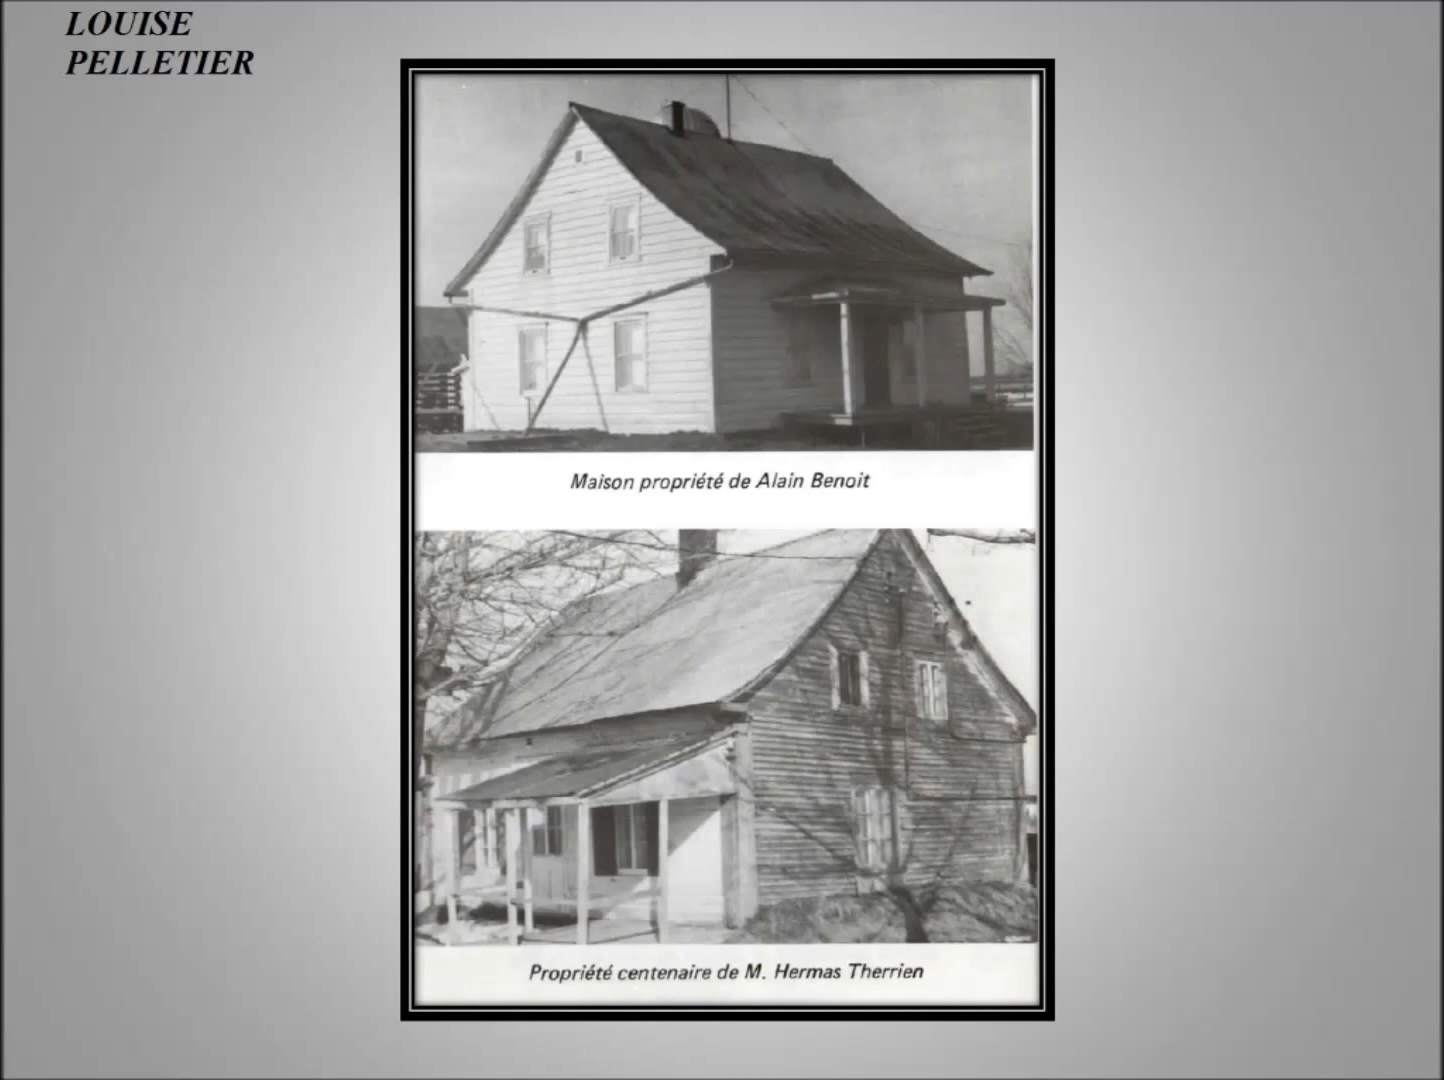 LOUISE
PELLETIER
Maison propriété de Alain Benoit
Propriété centenaire de M. Hermas Therrien